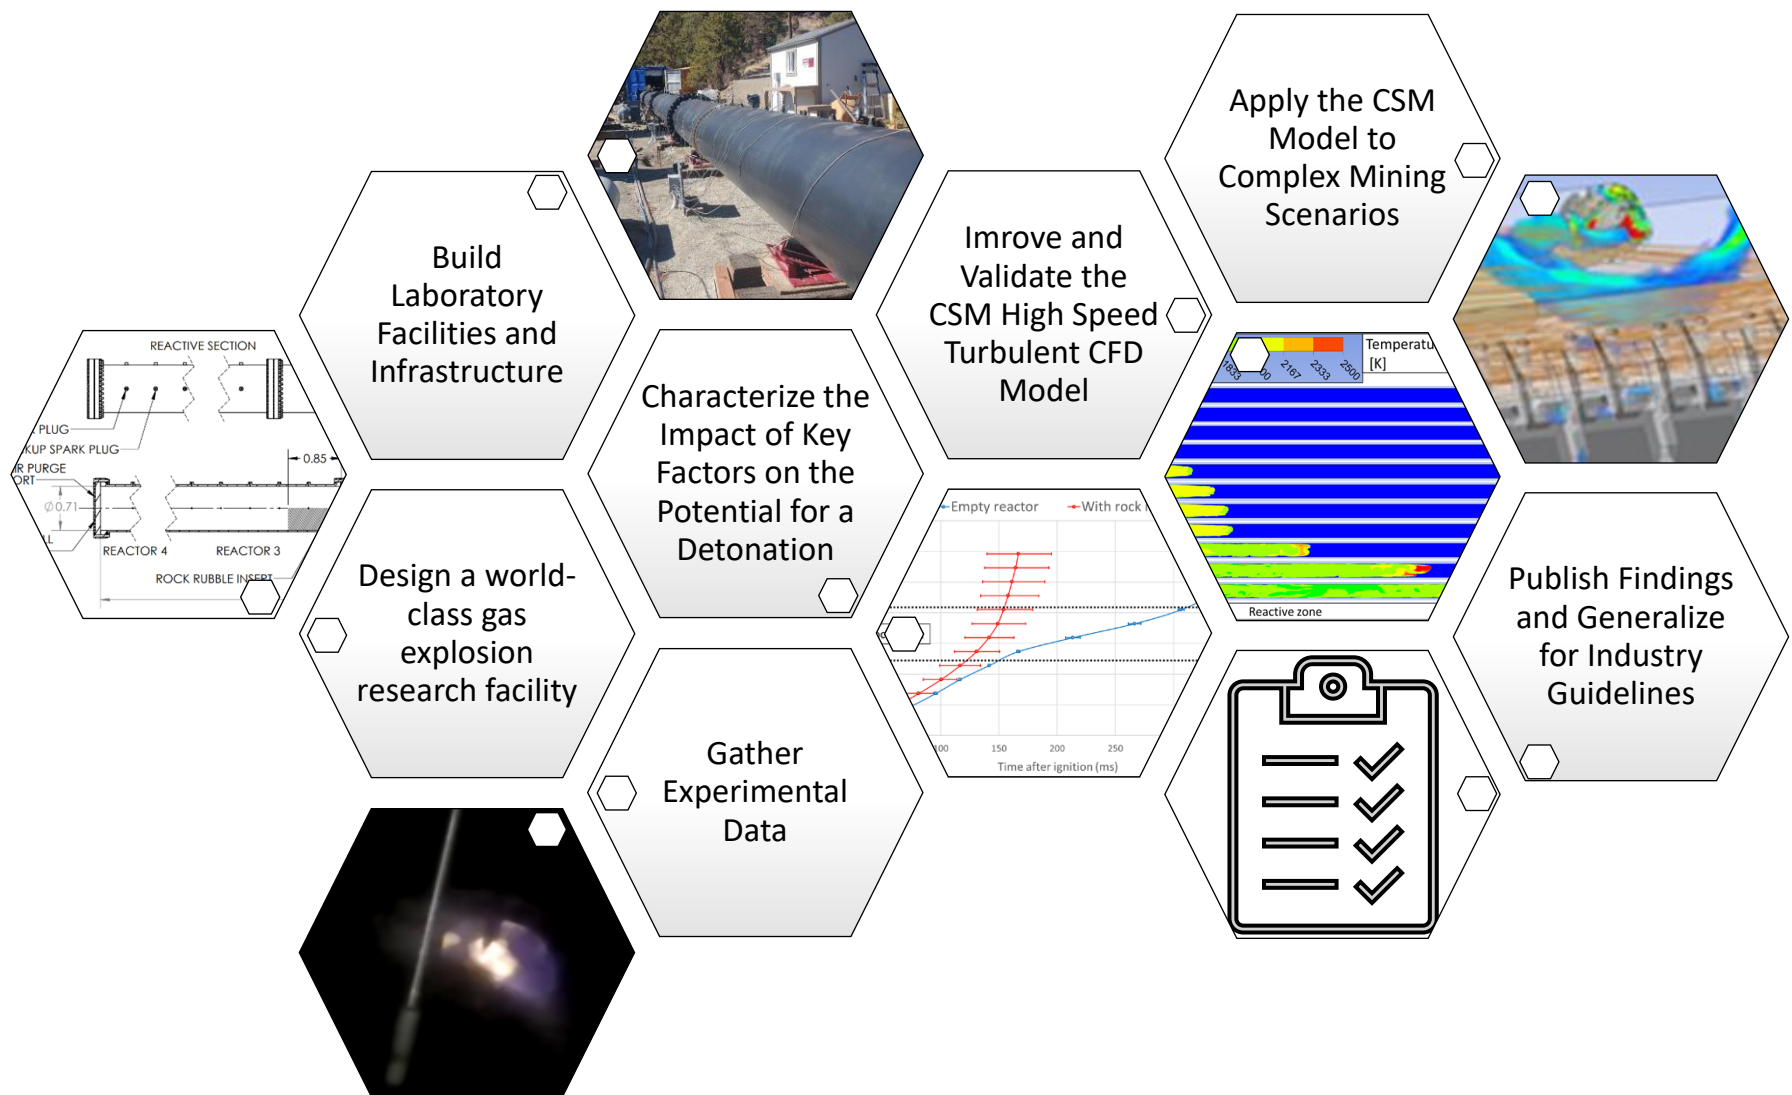 Build
Laboratory
Facilities and
Infrastructure
Design a world-
class gas
explosion
research facility
Characterize the
Impact of Key
Factors on the
Potential for a
Detonation
Gather
Experimental
Data
Imrove and
Validate the
CSM High Speed
Turbulent CFD
Model
Apply the CSM
Model to
Complex Mining
Scenarios
Publish Findings
and Generalize
for Industry
Guidelines
REACTIVE SECTION
PLUG
SPARK PLUG
PURGE
0.85
Ø0.71
REACTOR 4 REACTOR 3
ROCK RUBBLE INSERT
Empty reactor With rock
100 150 200 250
Time after ignition (ms)
[K]
1833 2167 2333 2500
Reactive zone